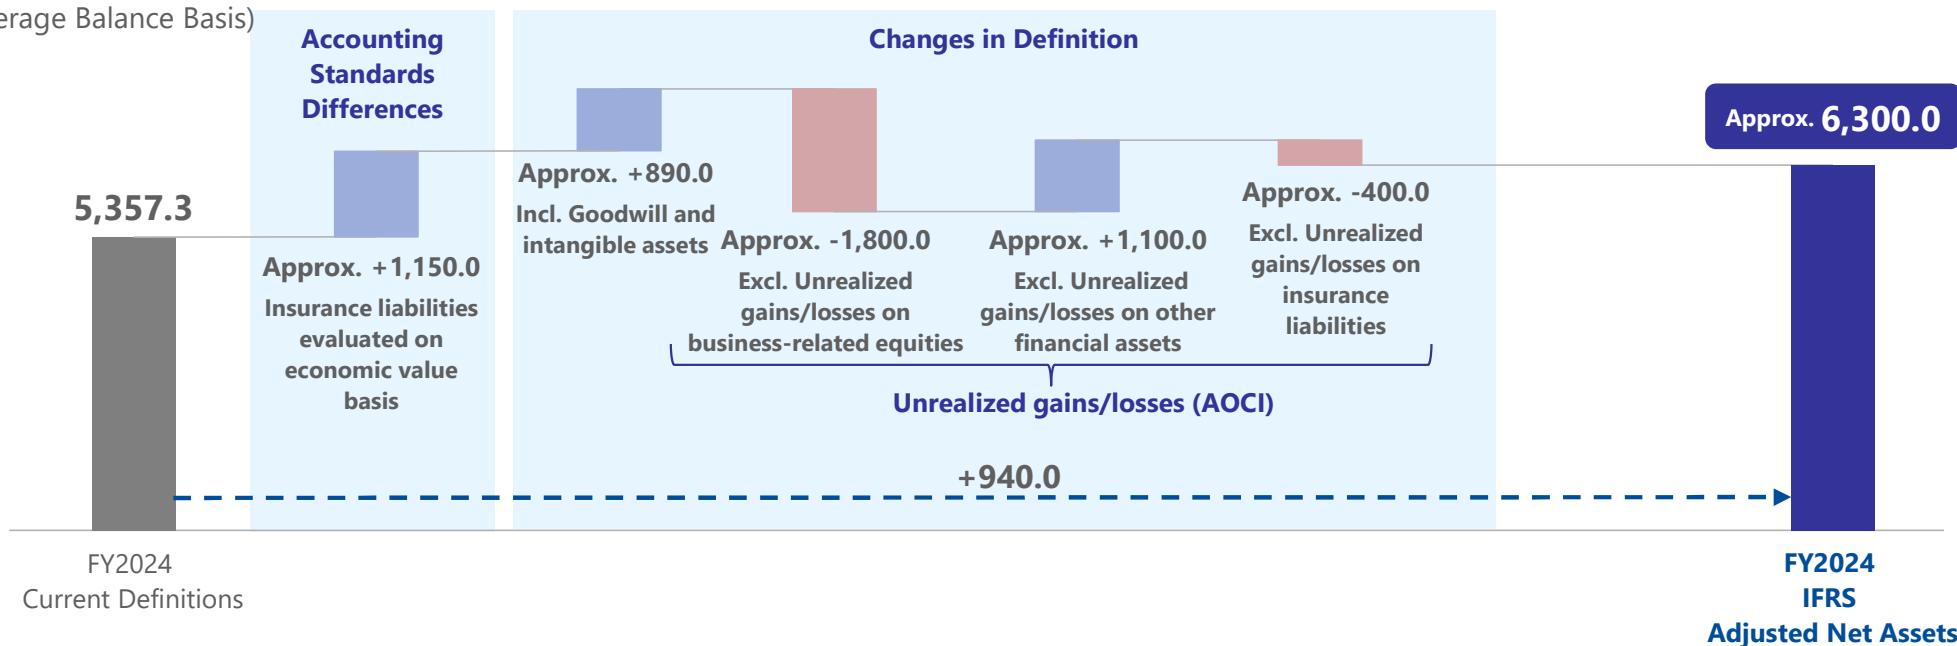 Balance Basis)
Accounting
Standards
Differences
Changes in Definition
5,357.3
Approx. +1,150.0
Insurance liabilities
evaluated on
economic value
basis
Approx. +890.0
Incl. Goodwill and
intangible assets
Approx. -1,800.0
Excl. Unrealized
gains/losses on
business-related equities
Approx. +1,100.0
Excl. Unrealized
gains/losses on other
financial assets
Approx. -400.0
Excl. Unrealized
gains/losses on
insurance
liabilities
Unrealized gains/losses (AOCI)
+940.0
Approx. 6,300.0
FY2024
Current Definitions
FY2024
IFRS
Adjusted Net Assets